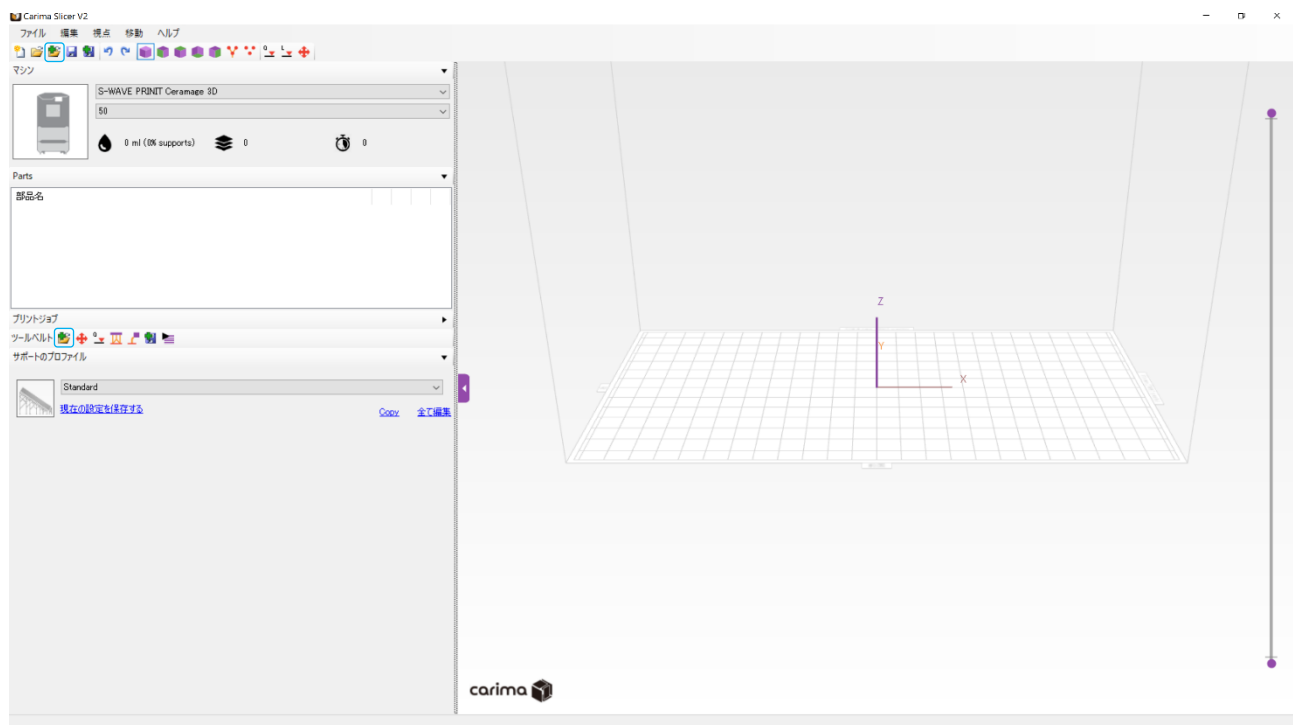 Carima Slicer V2
ファイル 編集 視点 移動 ヘルプ
マシン
S-WAVE PRINIT Ceramage 3D
50
0 ml (0% supports) 0 0
Parts
部品名
プリントジョブ
ツールベルト
サポートのプロファイル
Standard
現在の設定を保存する Copy 全て編集
Z
Y
X
carima